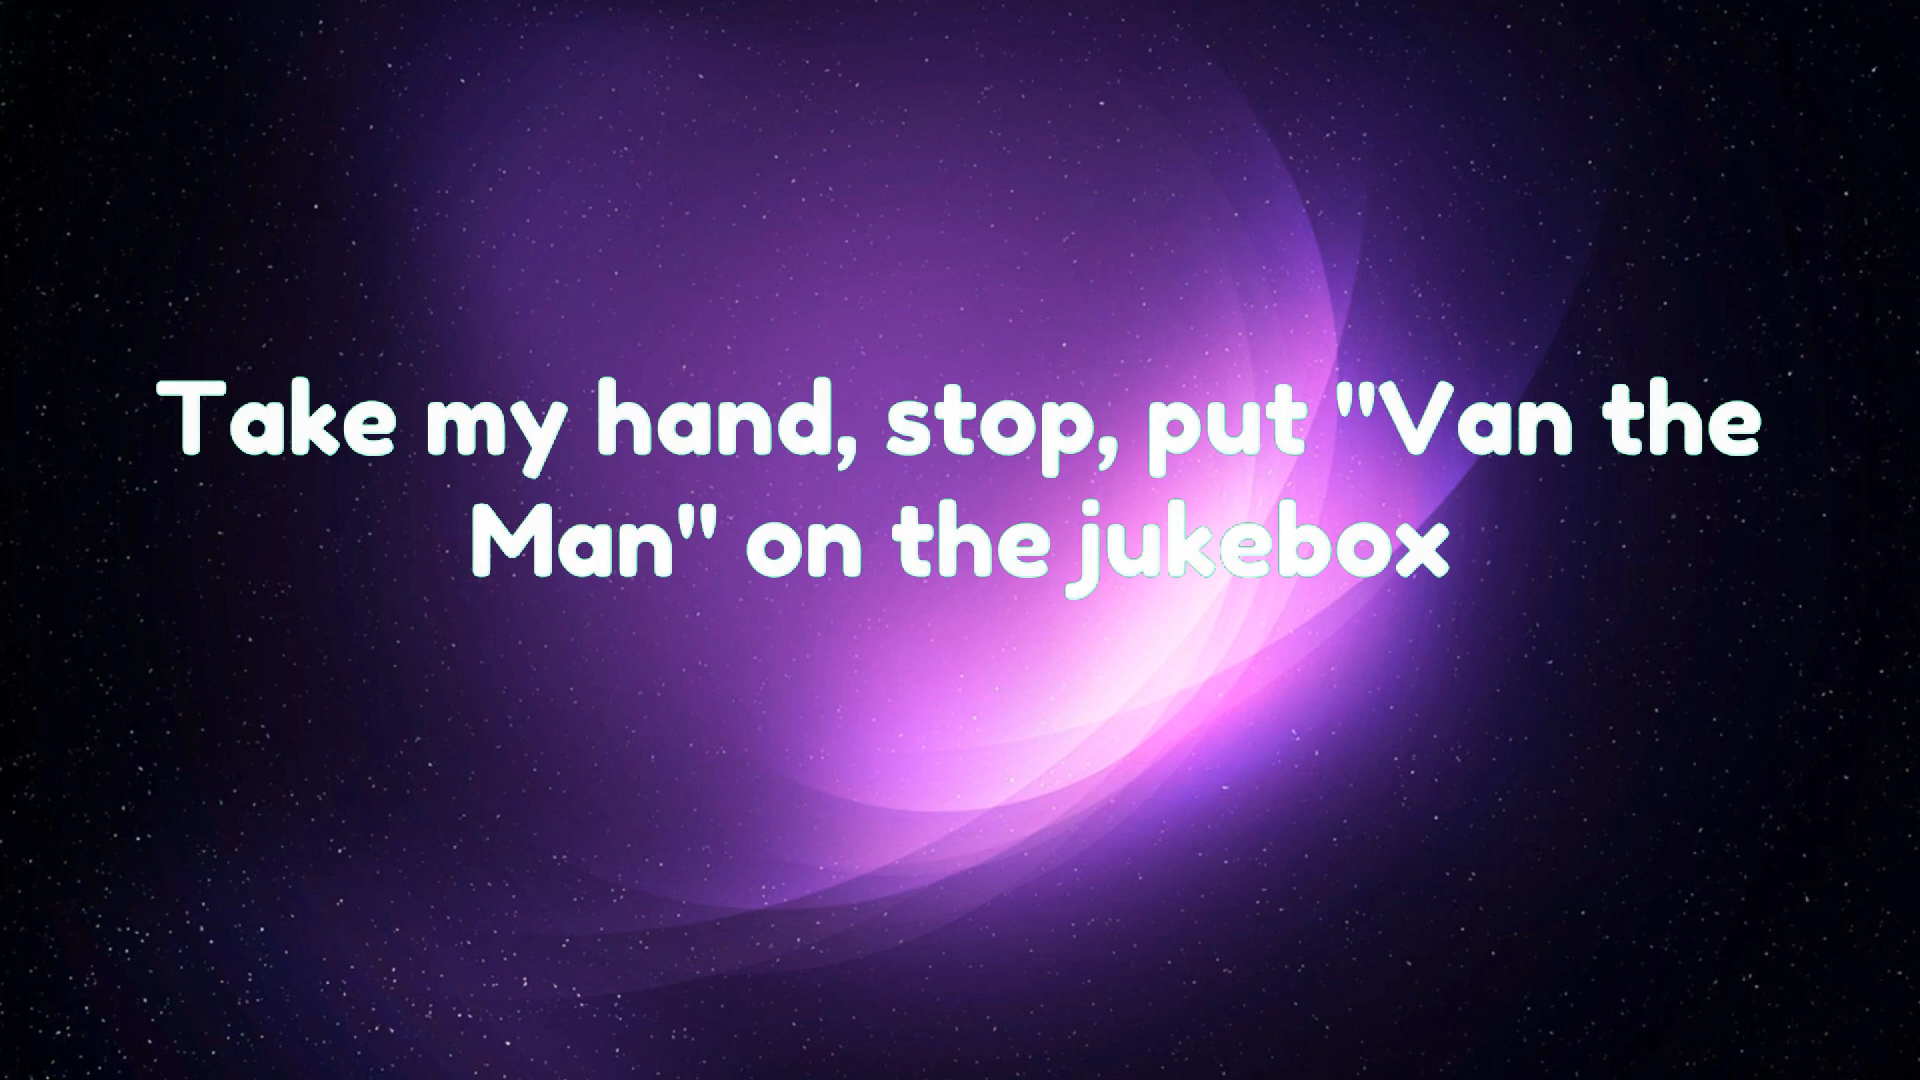 Take my hand, stop, put "Van the
Man" on the jukebox